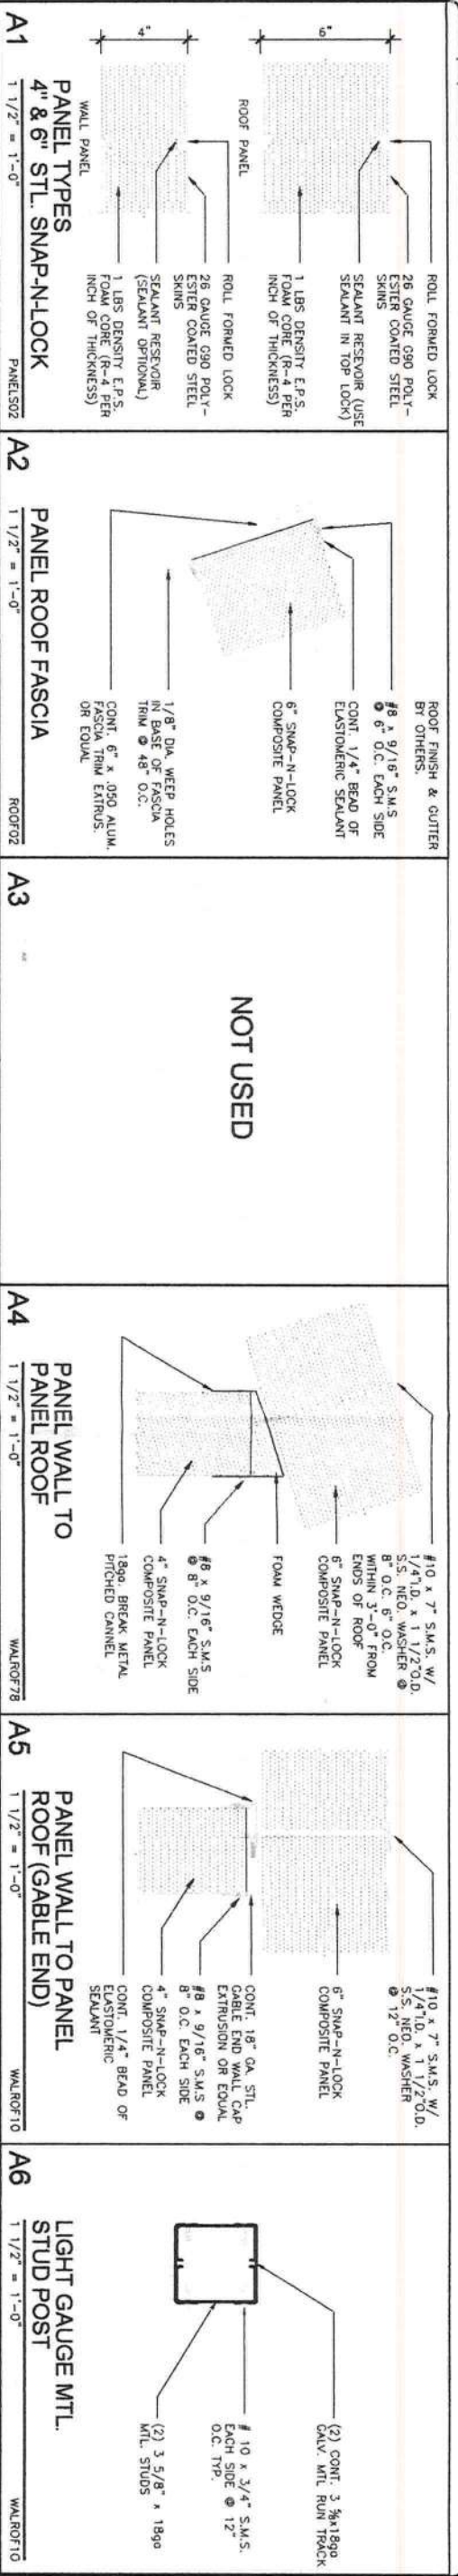 6"
ROOF PANEL
4"
WALL PANEL
ROLL FORMED LOCK
26 GAUGE G90 POLY-
ESTER COATED STEEL
SKINS
SEALANT RESEVOIR (USE
SEALANT IN TOP LOCK)
1 LBS DENSITY E.P.S.
FOAM CORE (R-4 PER
INCH OF THICKNESS)
ROLL FORMED LOCK
26 GAUGE G90 POLY-
ESTER COATED STEEL
SKINS
SEALANT RESEVOIR
(SEALANT OPTIONAL)
1 LBS DENSITY E.P.S.
FOAM CORE (R-4 PER
INCH OF THICKNESS)
A1
PANEL TYPES
4" & 6" STL. SNAP-N-LOCK
1 1/2" = 1'-0"
PANELS02
ROOF FINISH & GUTTER
BY OTHERS.
#8 x 9/16" S.M.S
@ 6" O.C. EACH SIDE
CONT. 1/4" BEAD OF
ELASTOMERIC SEALANT
6" SNAP-N-LOCK
COMPOSITE PANEL
1/8" DIA. WEEP HOLES
IN BASE OF FASCIA
TRIM @ 48" O.C.
CONT. 6" x .050 ALUM.
FASCIA TRIM EXTRUS.
OR EQUAL
A2
PANEL ROOF FASCIA
1 1/2" = 1'-0"
ROOF02
NOT USED
A3
#10 x 7" S.M.S. W/
1/4"I.D. x 1 1/2"O.D.
S.S. NEO. WASHER @
8" O.C. 6" O.C.
WITHIN 3'-0" FROM
ENDS OF ROOF
6" SNAP-N-LOCK
COMPOSITE PANEL
FOAM WEDGE
#8 x 9/16" S.M.S
@ 8" O.C. EACH SIDE
4" SNAP-N-LOCK
COMPOSITE PANEL
18ga. BREAK METAL
PITCHED CANNEL
A4
PANEL WALL TO
PANEL ROOF
1 1/2" = 1'-0"
WALROF78
#10 x 7" S.M.S. W/
1/4"I.D. x 1 1/2"O.D.
S.S. NEO. WASHER
@ 12" O.C.
6" SNAP-N-LOCK
COMPOSITE PANEL
CONT. 18" GA. STL.
GABLE END WALL CAP
EXTRUSION OR EQUAL
#8 x 9/16" S.M.S @
8" O.C. EACH SIDE
4" SNAP-N-LOCK
COMPOSITE PANEL
CONT. 1/4" BEAD OF
ELASTOMERIC
SEALANT
A5
PANEL WALL TO PANEL
ROOF (GABLE END)
1 1/2" = 1'-0"
WALROF10
(2) CONT. 3 ⅝x18ga
GALV. MTL RUN TRACK
# 10 x 3/4" S.M.S.
EACH SIDE @ 12"
O.C. TYP.
(2) 3 5/8" x 18ga
MTL. STUDS
A6
LIGHT GAUGE MTL.
STUD POST
1 1/2" = 1'-0"
WALROF10